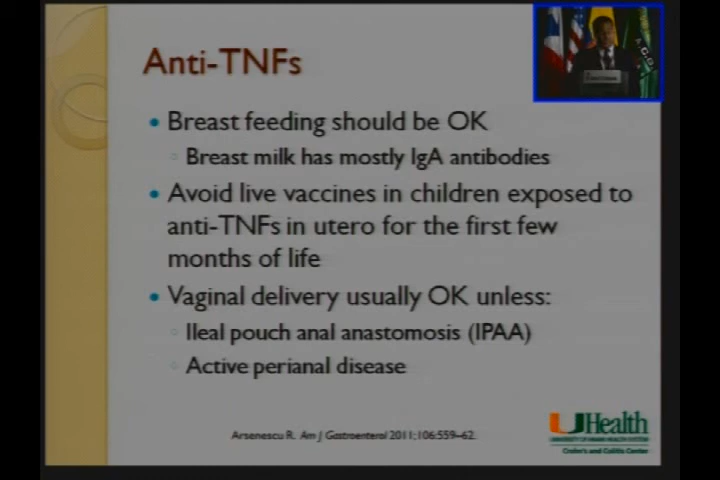 Anti-TNFs
Breast feeding should be OK
Breast milk has mostly IgA antibodies
Avoid live vaccines in children exposed to
anti-TNFs in utero for the first few
months of life
Vaginal delivery usually OK unless:
Ileal pouch anal anastomosis (IPAA)
Active perianal disease
Arsenescu R. Am J Gastroenterol 2011;106:559–62.
UHealth
UNIVERSITY OF MIAMI HEALTH SYSTEM
Crohn's and Colitis Center